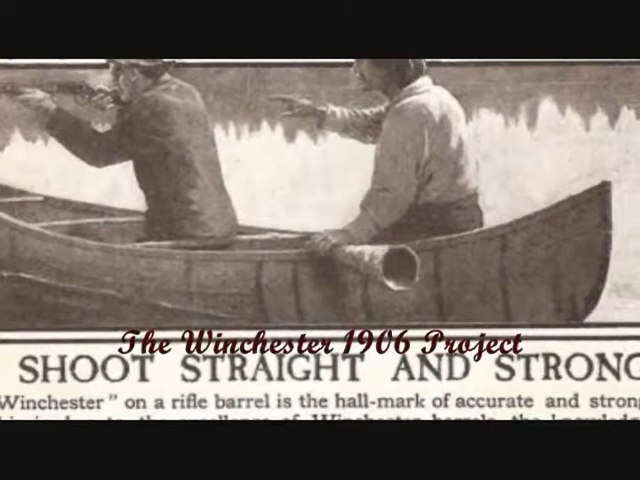 The Winchester 1906 Project
SHOOT STRAIGHT AND STRONG
Winchester" on a rifle barrel is the hall-mark of accurate and strong